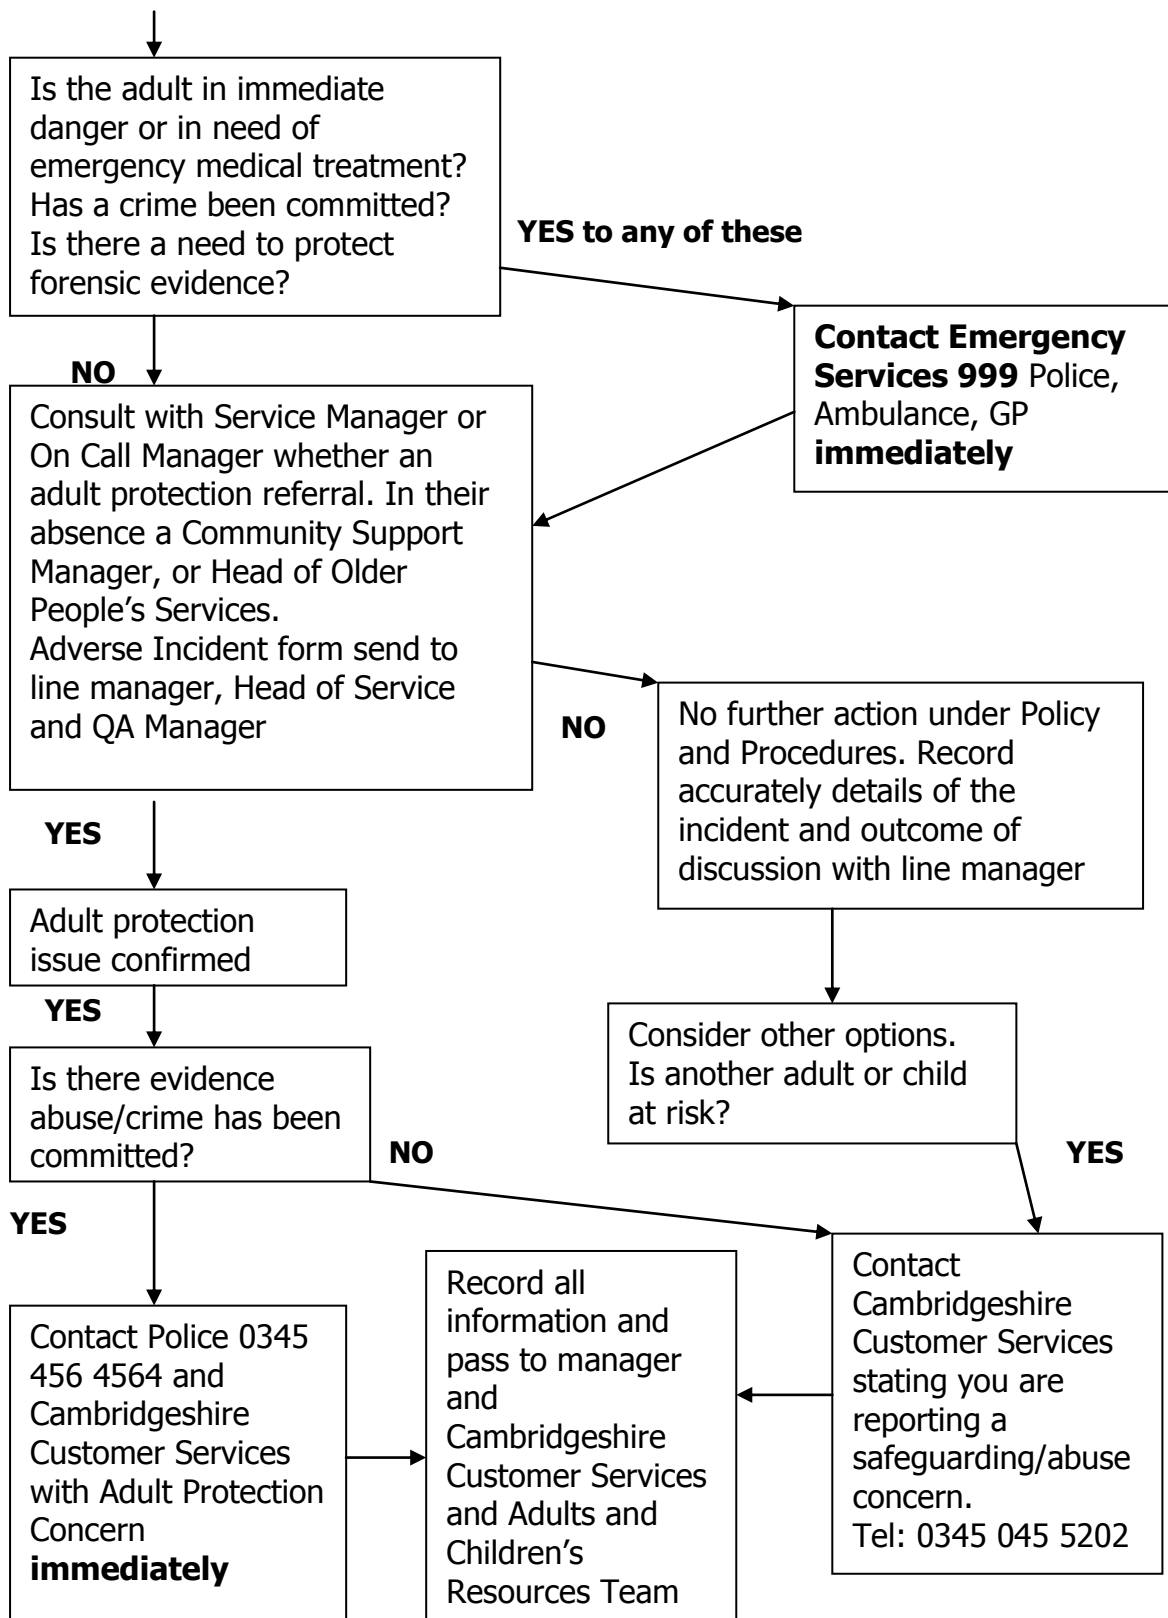 Is the adult in immediate
danger or in need of
emergency medical treatment?
Has a crime been committed?
Is there a need to protect
forensic evidence?
YES to any of these
Contact Emergency
Services 999 Police,
Ambulance, GP
immediately
NO
Consult with Service Manager or
On Call Manager whether an
adult protection referral. In their
absence a Community Support
Manager, or Head of Older
People’s Services.
Adverse Incident form send to
line manager, Head of Service
and QA Manager
NO
No further action under Policy
and Procedures. Record
accurately details of the
incident and outcome of
discussion with line manager
YES
Adult protection
issue confirmed
YES
Consider other options.
Is another adult or child
at risk?
Is there evidence
abuse/crime has been
committed?
NO
YES
YES
Contact Police 0345
456 4564 and
Cambridgeshire
Customer Services
with Adult Protection
Concern
immediately
Record all
information and
pass to manager
and
Cambridgeshire
Customer Services
and Adults and
Children’s
Resources Team
Contact
Cambridgeshire
Customer Services
stating you are
reporting a
safeguarding/abuse
concern.
Tel: 0345 045 5202